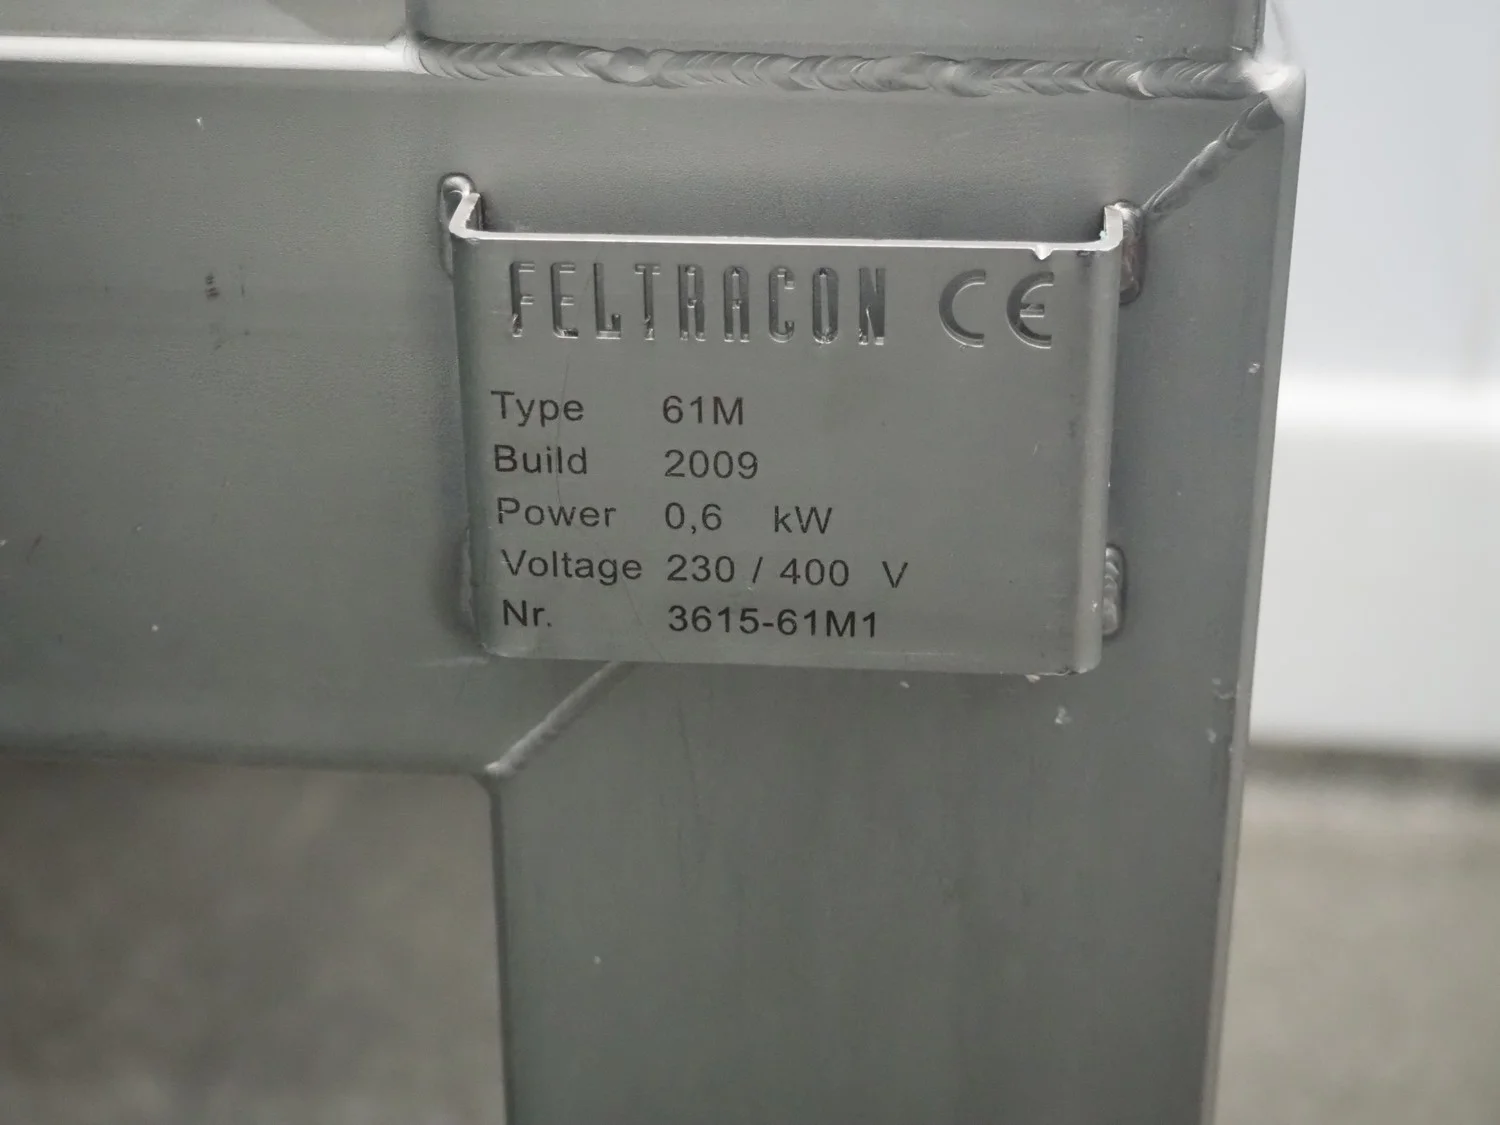 FELTRACON CE
Type 61M
Build 2009
Power 0,6 kW
Voltage 230 / 400 V
Nr. 3615-61M1